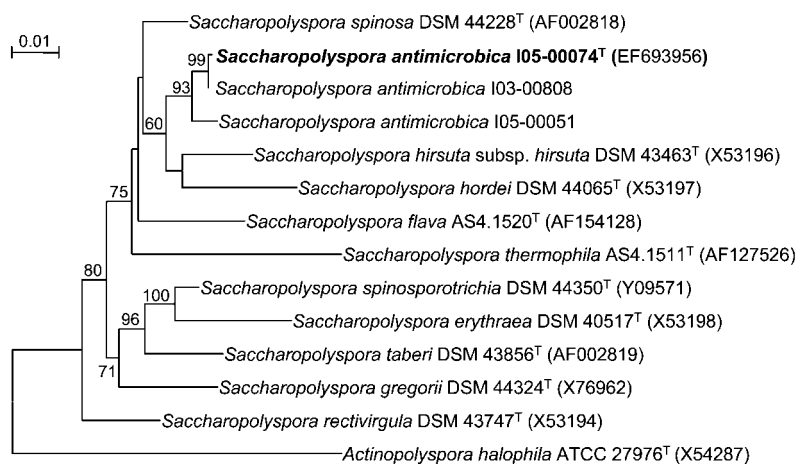 Saccharopolyspora spinosa DSM 44228ᵀ (AF002818)
0.01
99
Saccharopolyspora antimicrobica I05-00074ᵀ (EF693956)
93
Saccharopolyspora antimicrobica I03-00808
60
Saccharopolyspora antimicrobica I05-00051
Saccharopolyspora hirsuta subsp. hirsuta DSM 43463ᵀ (X53196)
75
Saccharopolyspora hordei DSM 44065ᵀ (X53197)
Saccharopolyspora flava AS4.1520ᵀ (AF154128)
Saccharopolyspora thermophila AS4.1511ᵀ (AF127526)
80
100
Saccharopolyspora spinosporotrichia DSM 44350ᵀ (Y09571)
96
Saccharopolyspora erythraea DSM 40517ᵀ (X53198)
Saccharopolyspora taberi DSM 43856ᵀ (AF002819)
71
Saccharopolyspora gregorii DSM 44324ᵀ (X76962)
Saccharopolyspora rectivirgula DSM 43747ᵀ (X53194)
Actinopolyspora halophila ATCC 27976ᵀ (X54287)